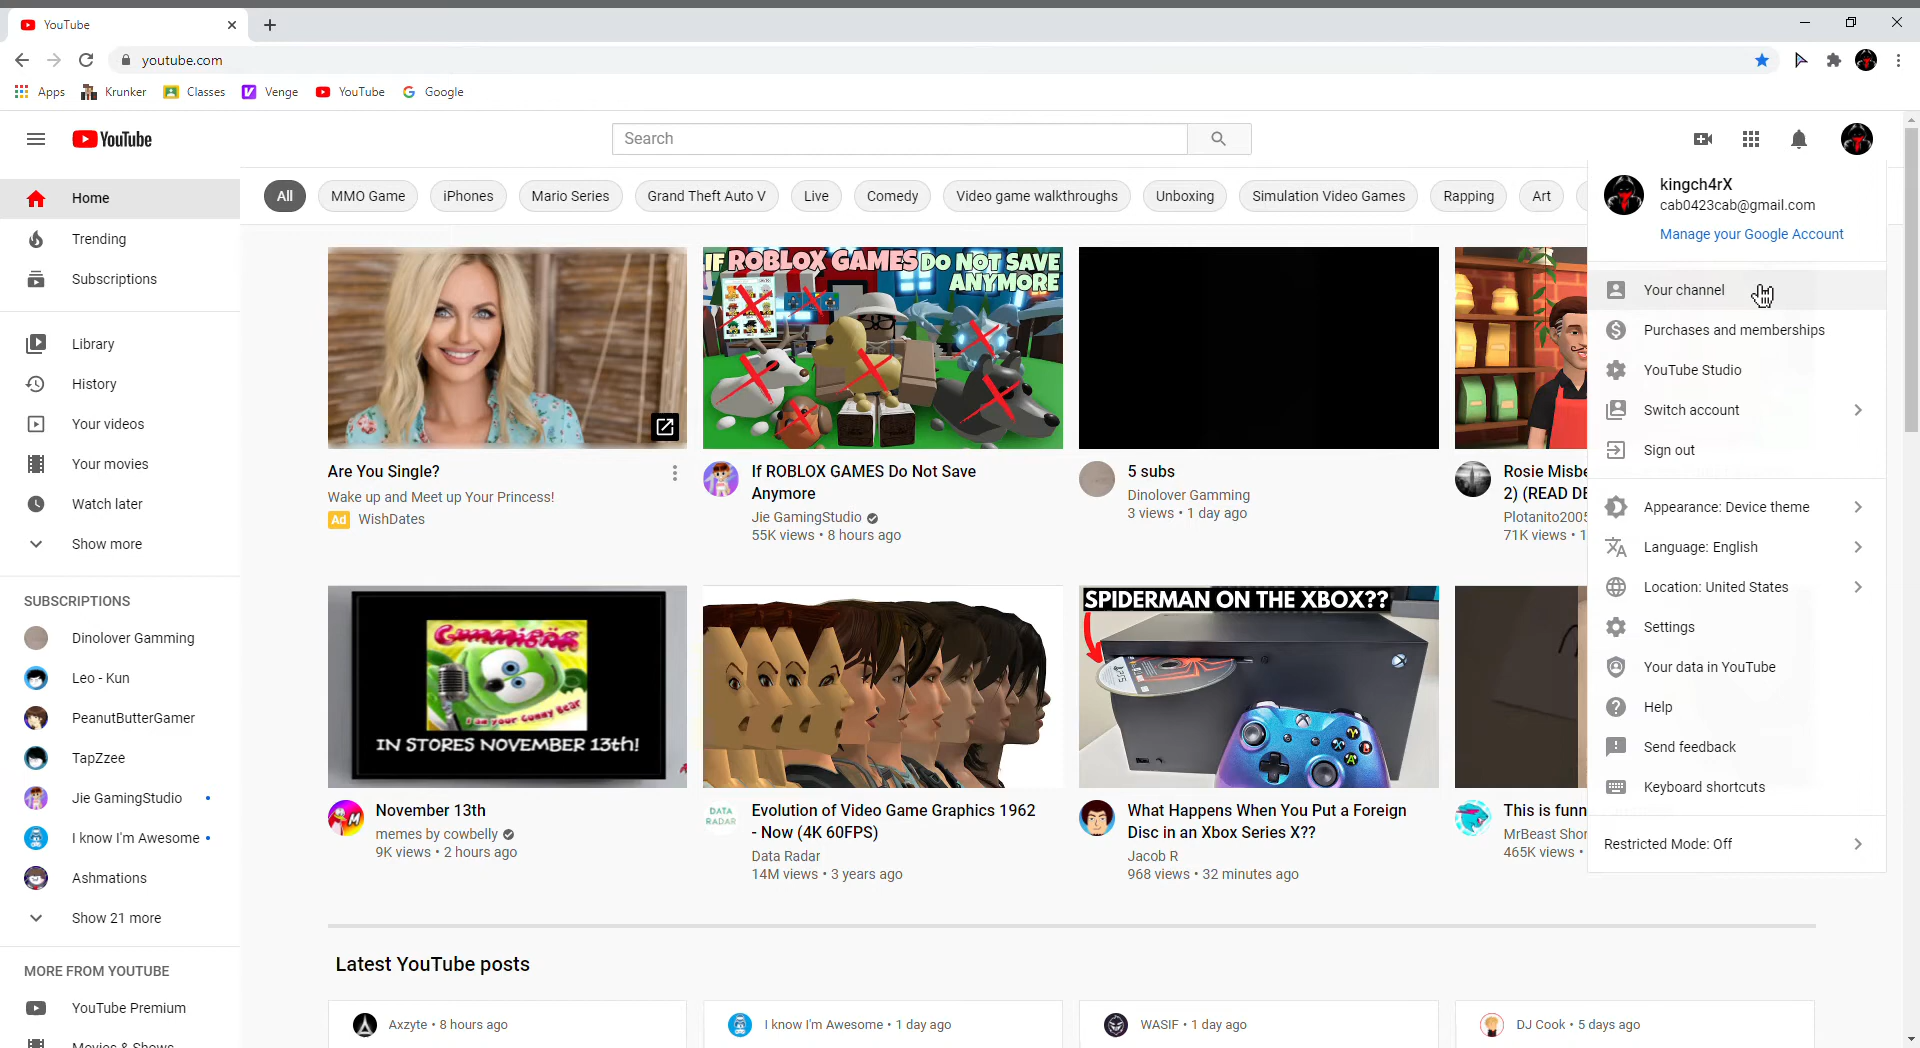 YouTube
youtube.com
Apps
Krunker
Classes
Venge
YouTube
Google
YouTube
Search
Home
Trending
Subscriptions
Library
History
Your videos
Your movies
Watch later
Show more
SUBSCRIPTIONS
Dinolover Gamming
Leo - Kun
PeanutButterGamer
TapZzee
Jie GamingStudio
I know I'm Awesome
Ashmations
Show 21 more
MORE FROM YOUTUBE
YouTube Premium
Movies & Shows
All
MMO Game
iPhones
Mario Series
Grand Theft Auto V
Live
Comedy
Video game walkthroughs
Unboxing
Simulation Video Games
Rapping
Art
Are You Single?
Wake up and Meet up Your Princess!
Ad WishDates
IF ROBLOX GAMES DO NOT SAVE
ANYMORE
If ROBLOX GAMES Do Not Save
Anymore
Jie GamingStudio
55K views • 8 hours ago
5 subs
Dinolover Gamming
3 views • 1 day ago
Rosie Misbe
2) (READ DE
Plotanito2005
71K views • 1
Gummibär
I am your Gummy Bear
IN STORES NOVEMBER 13th!
November 13th
memes by cowbelly
9K views • 2 hours ago
DATA
RADAR
Evolution of Video Game Graphics 1962
- Now (4K 60FPS)
Data Radar
14M views • 3 years ago
SPIDERMAN ON THE XBOX??
PS5
Y
X
B
A
What Happens When You Put a Foreign
Disc in an Xbox Series X??
Jacob R
968 views • 32 minutes ago
This is funn
MrBeast Shor
465K views •
Latest YouTube posts
Axzyte • 8 hours ago
I know I'm Awesome • 1 day ago
WASIF • 1 day ago
DJ Cook • 5 days ago
kingch4rX
cab0423cab@gmail.com
Manage your Google Account
Your channel
Purchases and memberships
YouTube Studio
Switch account
Sign out
Appearance: Device theme
Language: English
Location: United States
Settings
Your data in YouTube
Help
Send feedback
Keyboard shortcuts
Restricted Mode: Off